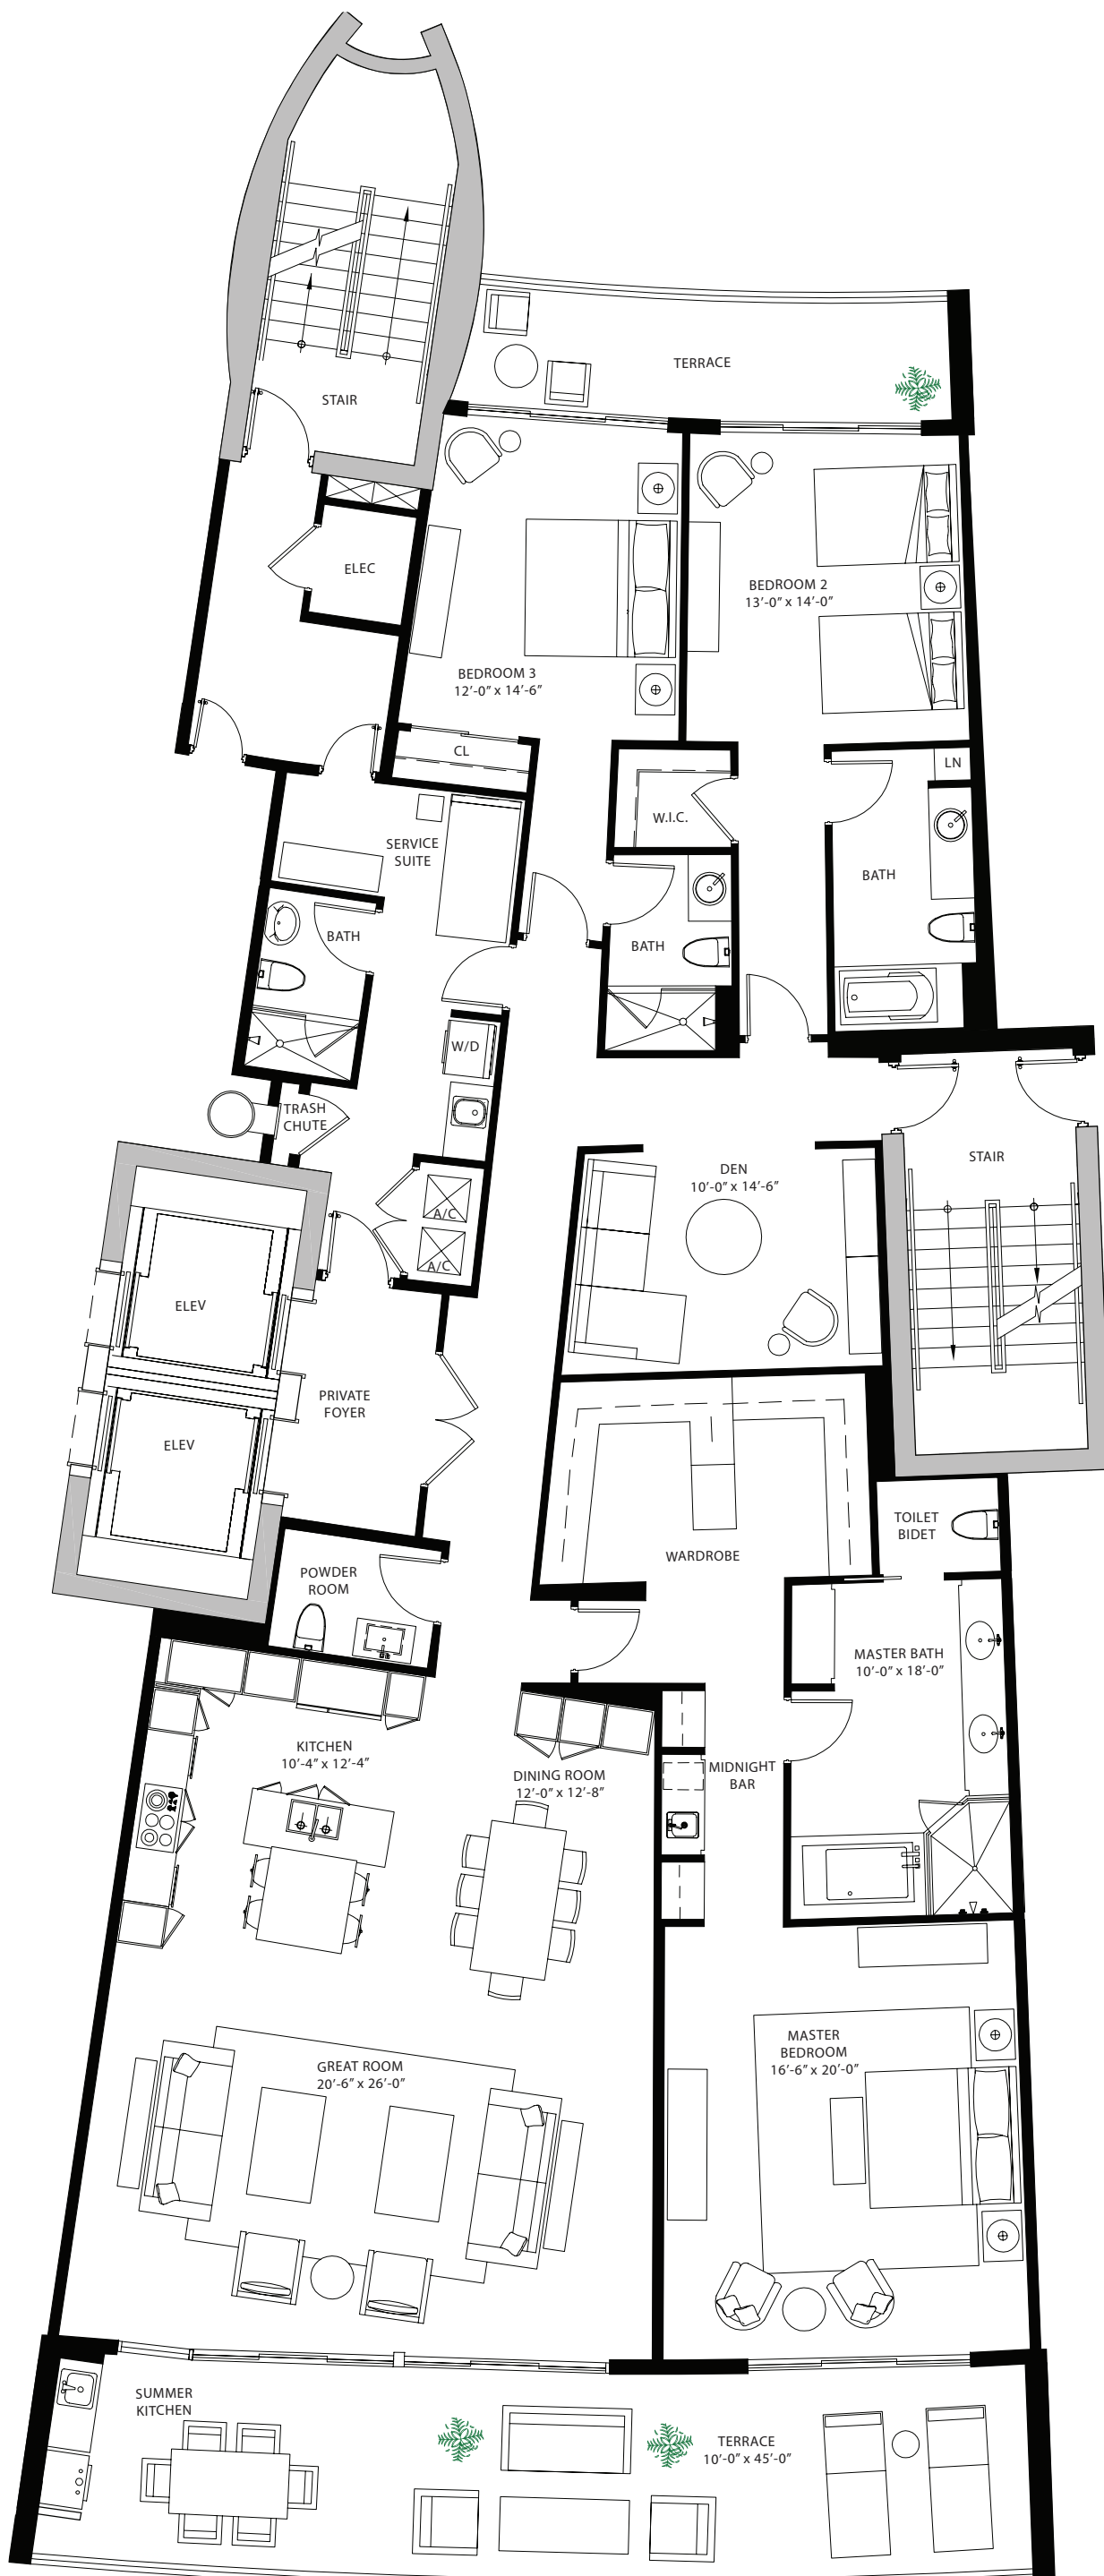 TERRACE
STAIR
ELEC
BEDROOM 2
13'-0" x 14'-0"
BEDROOM 3
12'-0" x 14'-6"
CL
LN
W.I.C.
SERVICE
SUITE
BATH
BATH
BATH
W/D
TRASH
CHUTE
STAIR
DEN
10'-0" x 14'-6"
A/C
A/C
ELEV
PRIVATE
FOYER
ELEV
TOILET
BIDET
WARDROBE
POWDER
ROOM
MASTER BATH
10'-0" x 18'-0"
KITCHEN
10'-4" x 12'-4"
MIDNIGHT
BAR
DINING ROOM
12'-0" x 12'-8"
MASTER
BEDROOM
16'-6" x 20'-0"
GREAT ROOM
20'-6" x 26'-0"
SUMMER
KITCHEN
TERRACE
10'-0" x 45'-0"